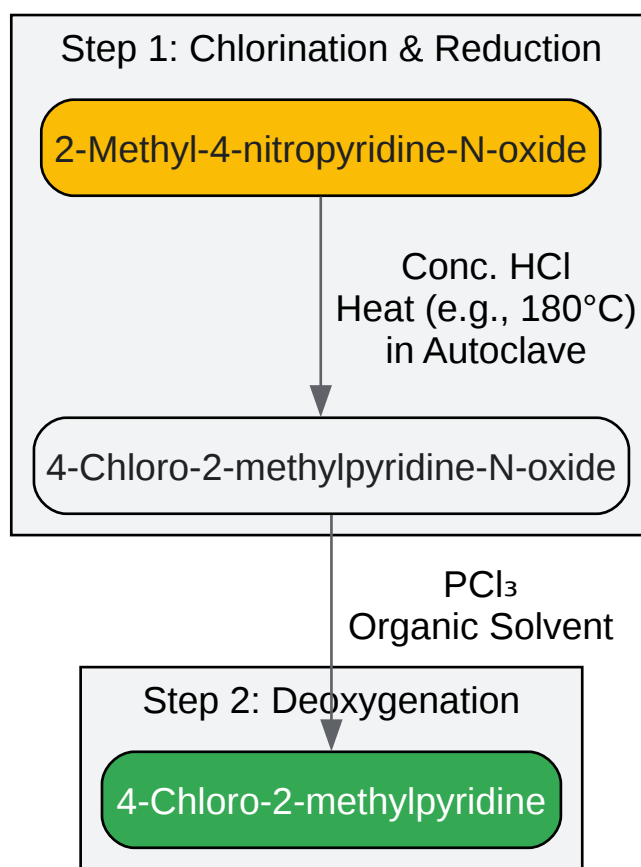 Step 1: Chlorination & Reduction
2-Methyl-4-nitropyridine-N-oxide
Conc. HCl
Heat (e.g., 180°C)
in Autoclave
4-Chloro-2-methylpyridine-N-oxide
PCl₃
Organic Solvent
Step 2: Deoxygenation
4-Chloro-2-methylpyridine